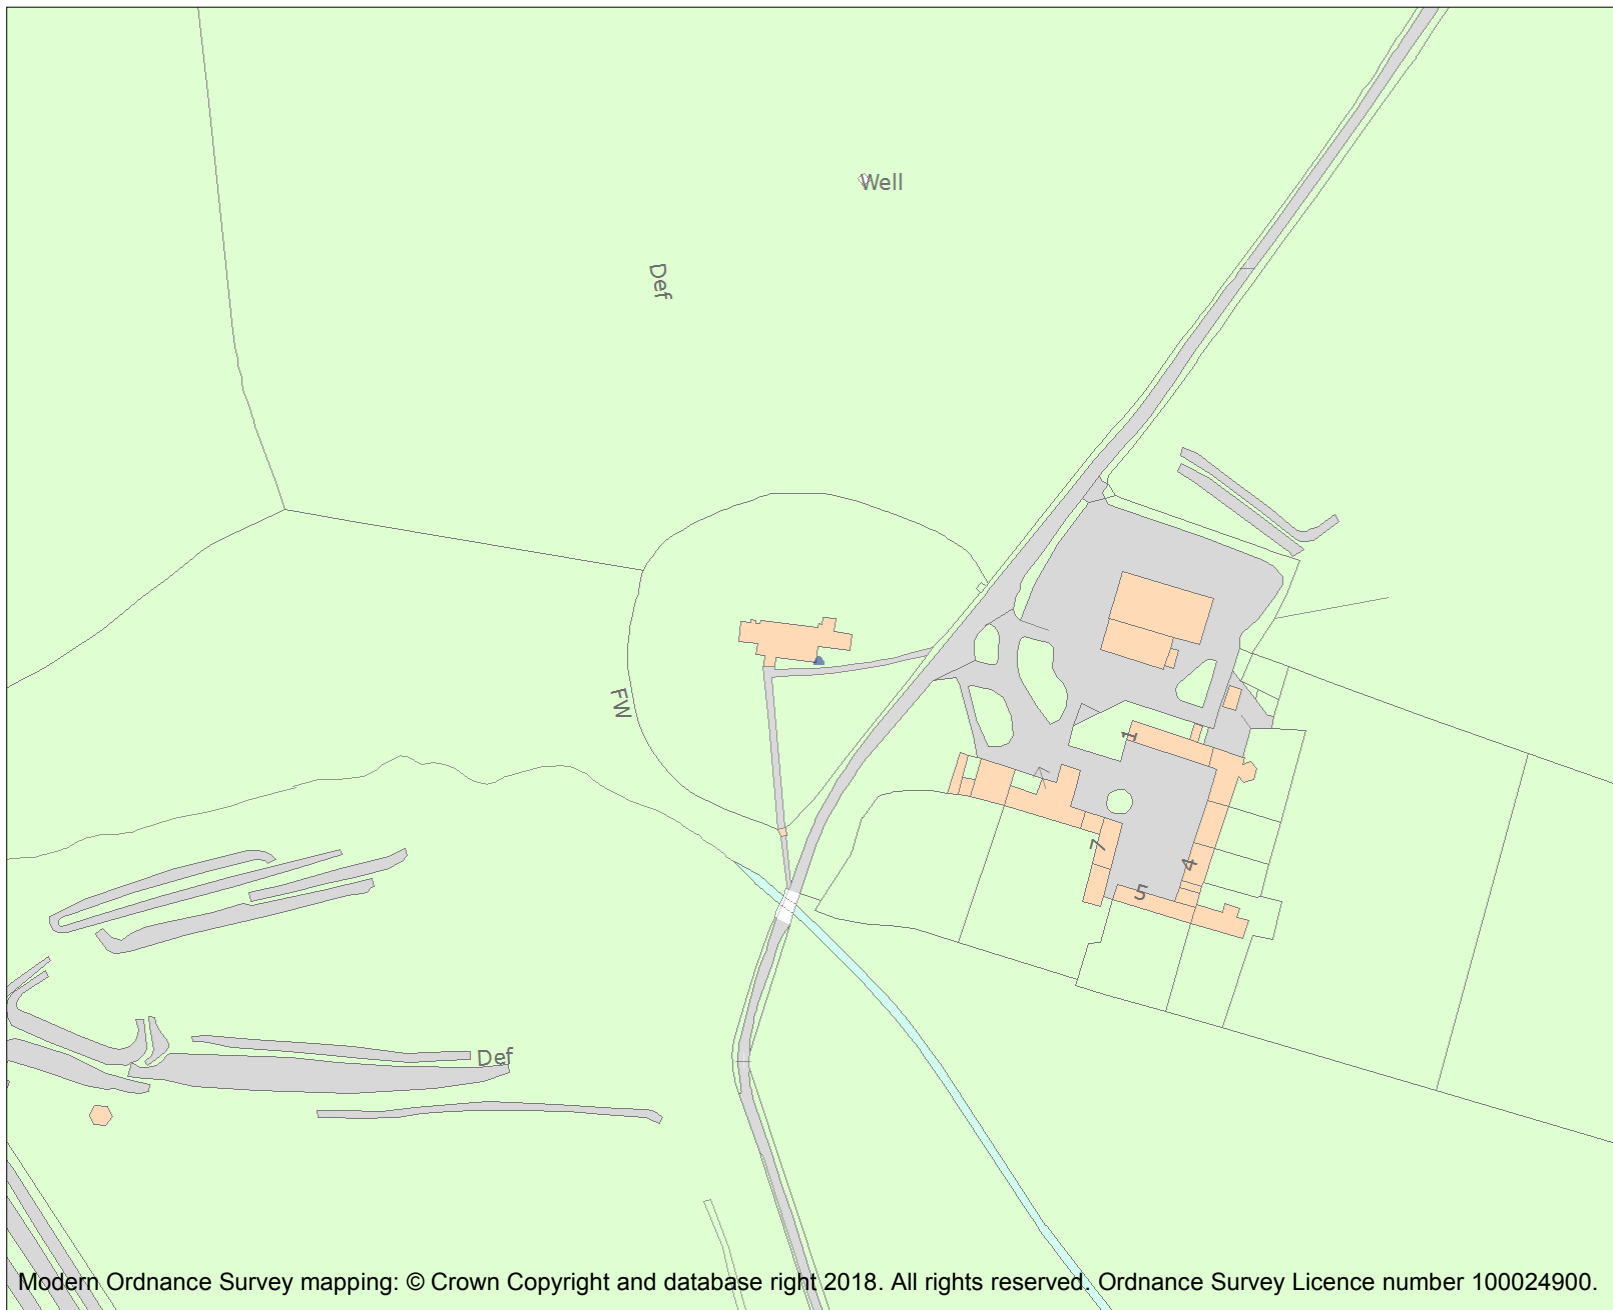 Well
Def
FW
1
7
4
5
Def
Modern Ordnance Survey mapping: © Crown Copyright and database right 2018. All rights reserved. Ordnance Survey Licence number 100024900.